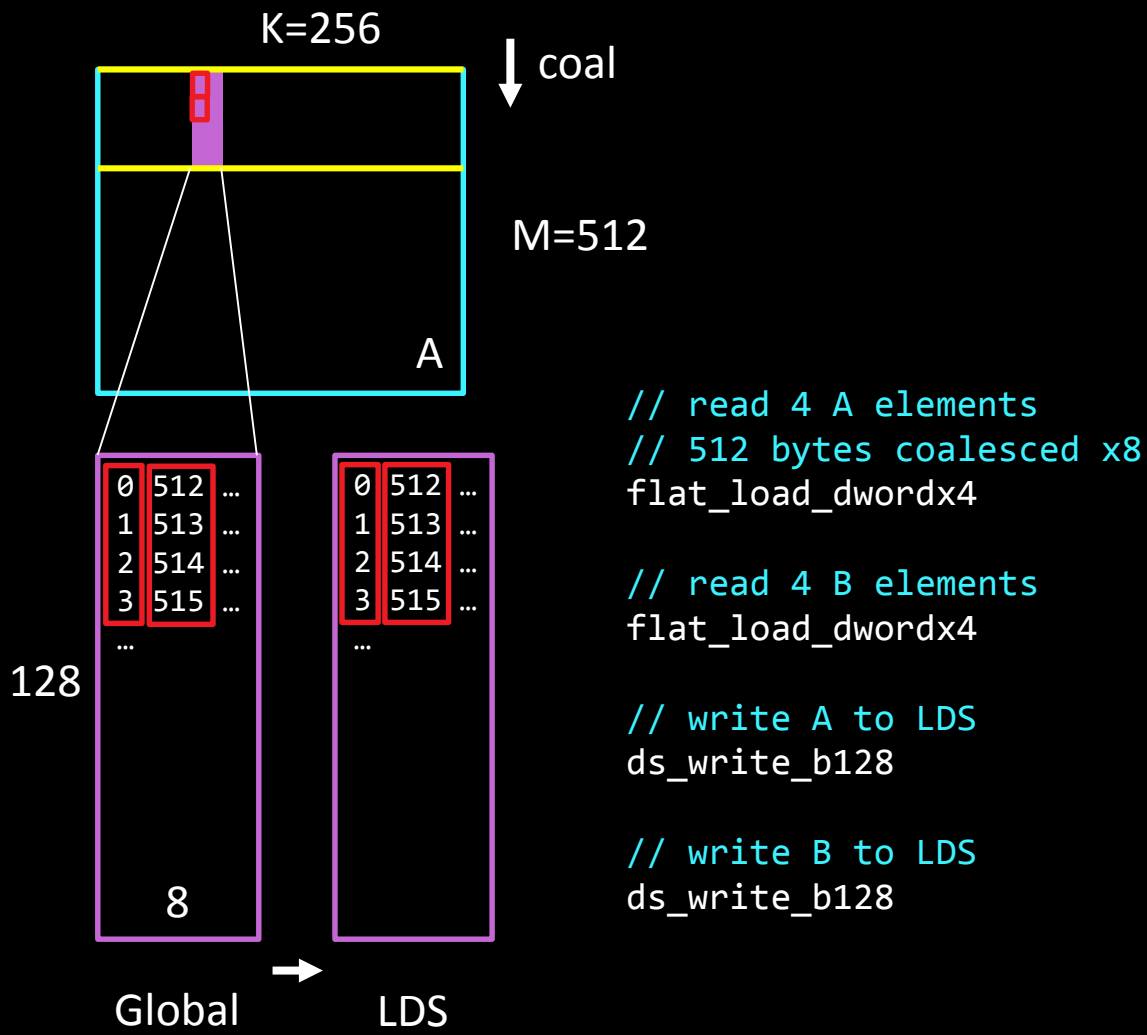 K=256
coal
M=512
A
// read 4 A elements
// 512 bytes coalesced x8
flat_load_dwordx4
// read 4 B elements
flat_load_dwordx4
// write A to LDS
ds_write_b128
// write B to LDS
ds_write_b128
0 512 …
1 513 …
2 514 …
3 515 …
…
128
8
Global
0 512 …
1 513 …
2 514 …
3 515 …
…
LDS